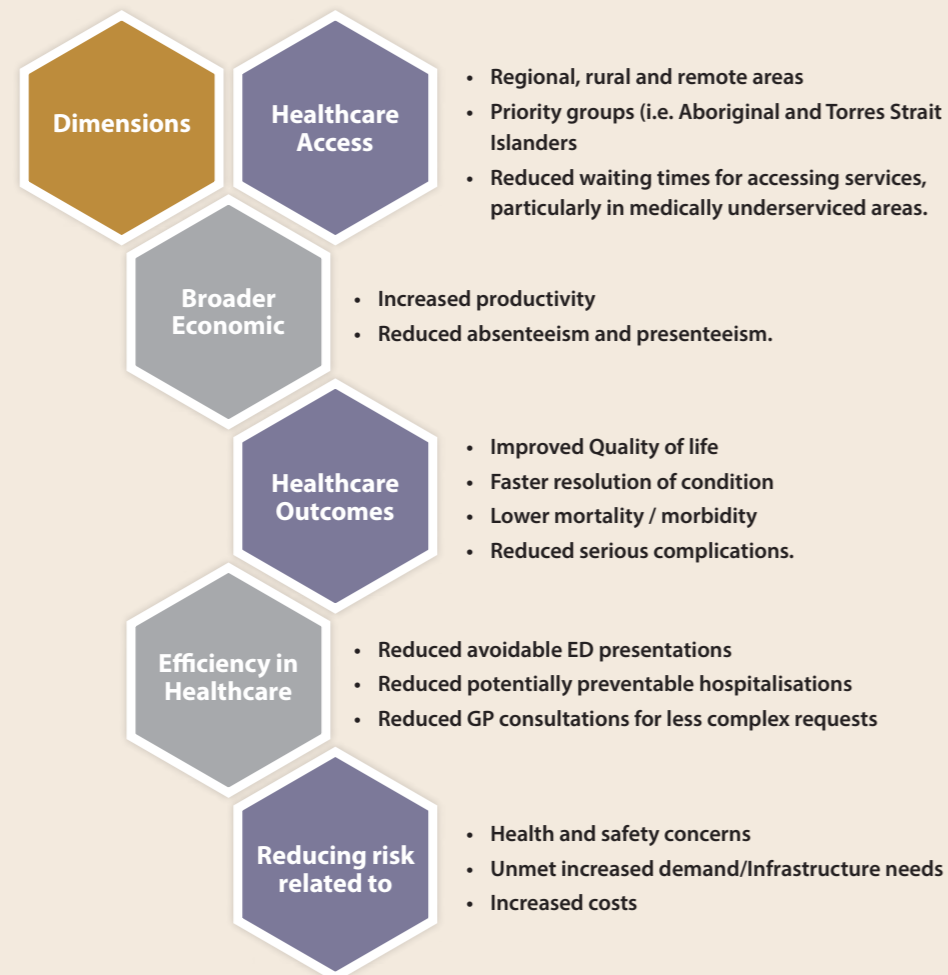 Dimensions
Healthcare
Access
• Regional, rural and remote areas
• Priority groups (i.e. Aboriginal and Torres Strait
Islanders
• Reduced waiting times for accessing services,
particularly in medically underserviced areas.
Broader
Economic
• Increased productivity
• Reduced absenteeism and presenteeism.
Healthcare
Outcomes
• Improved Quality of life
• Faster resolution of condition
• Lower mortality / morbidity
• Reduced serious complications.
Efficiency in
Healthcare
• Reduced avoidable ED presentations
• Reduced potentially preventable hospitalisations
• Reduced GP consultations for less complex requests
Reducing risk
related to
• Health and safety concerns
• Unmet increased demand/Infrastructure needs
• Increased costs